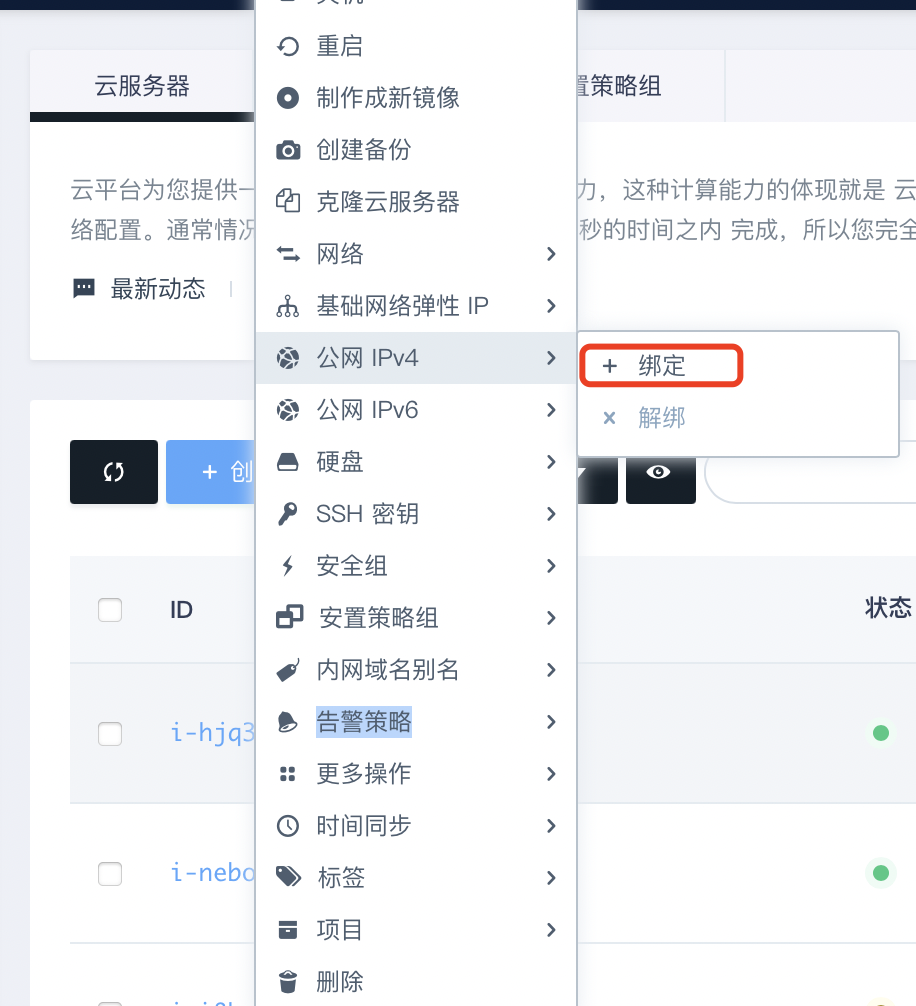 重启
云服务器
策略组
制作成新镜像
创建备份
云平台为您提供一
力，这种计算能力的体现就是 云
克隆云服务器
络配置。通常情况
秒的时间之内 完成，所以您完全
网络
最新动态
基础网络弹性 IP
公网 IPv4
绑定
公网 IPv6
解绑
硬盘
创
SSH 密钥
安全组
ID
状态
安置策略组
内网域名别名
告警策略
i-hjq3
更多操作
时间同步
i-nebo
标签
项目
删除